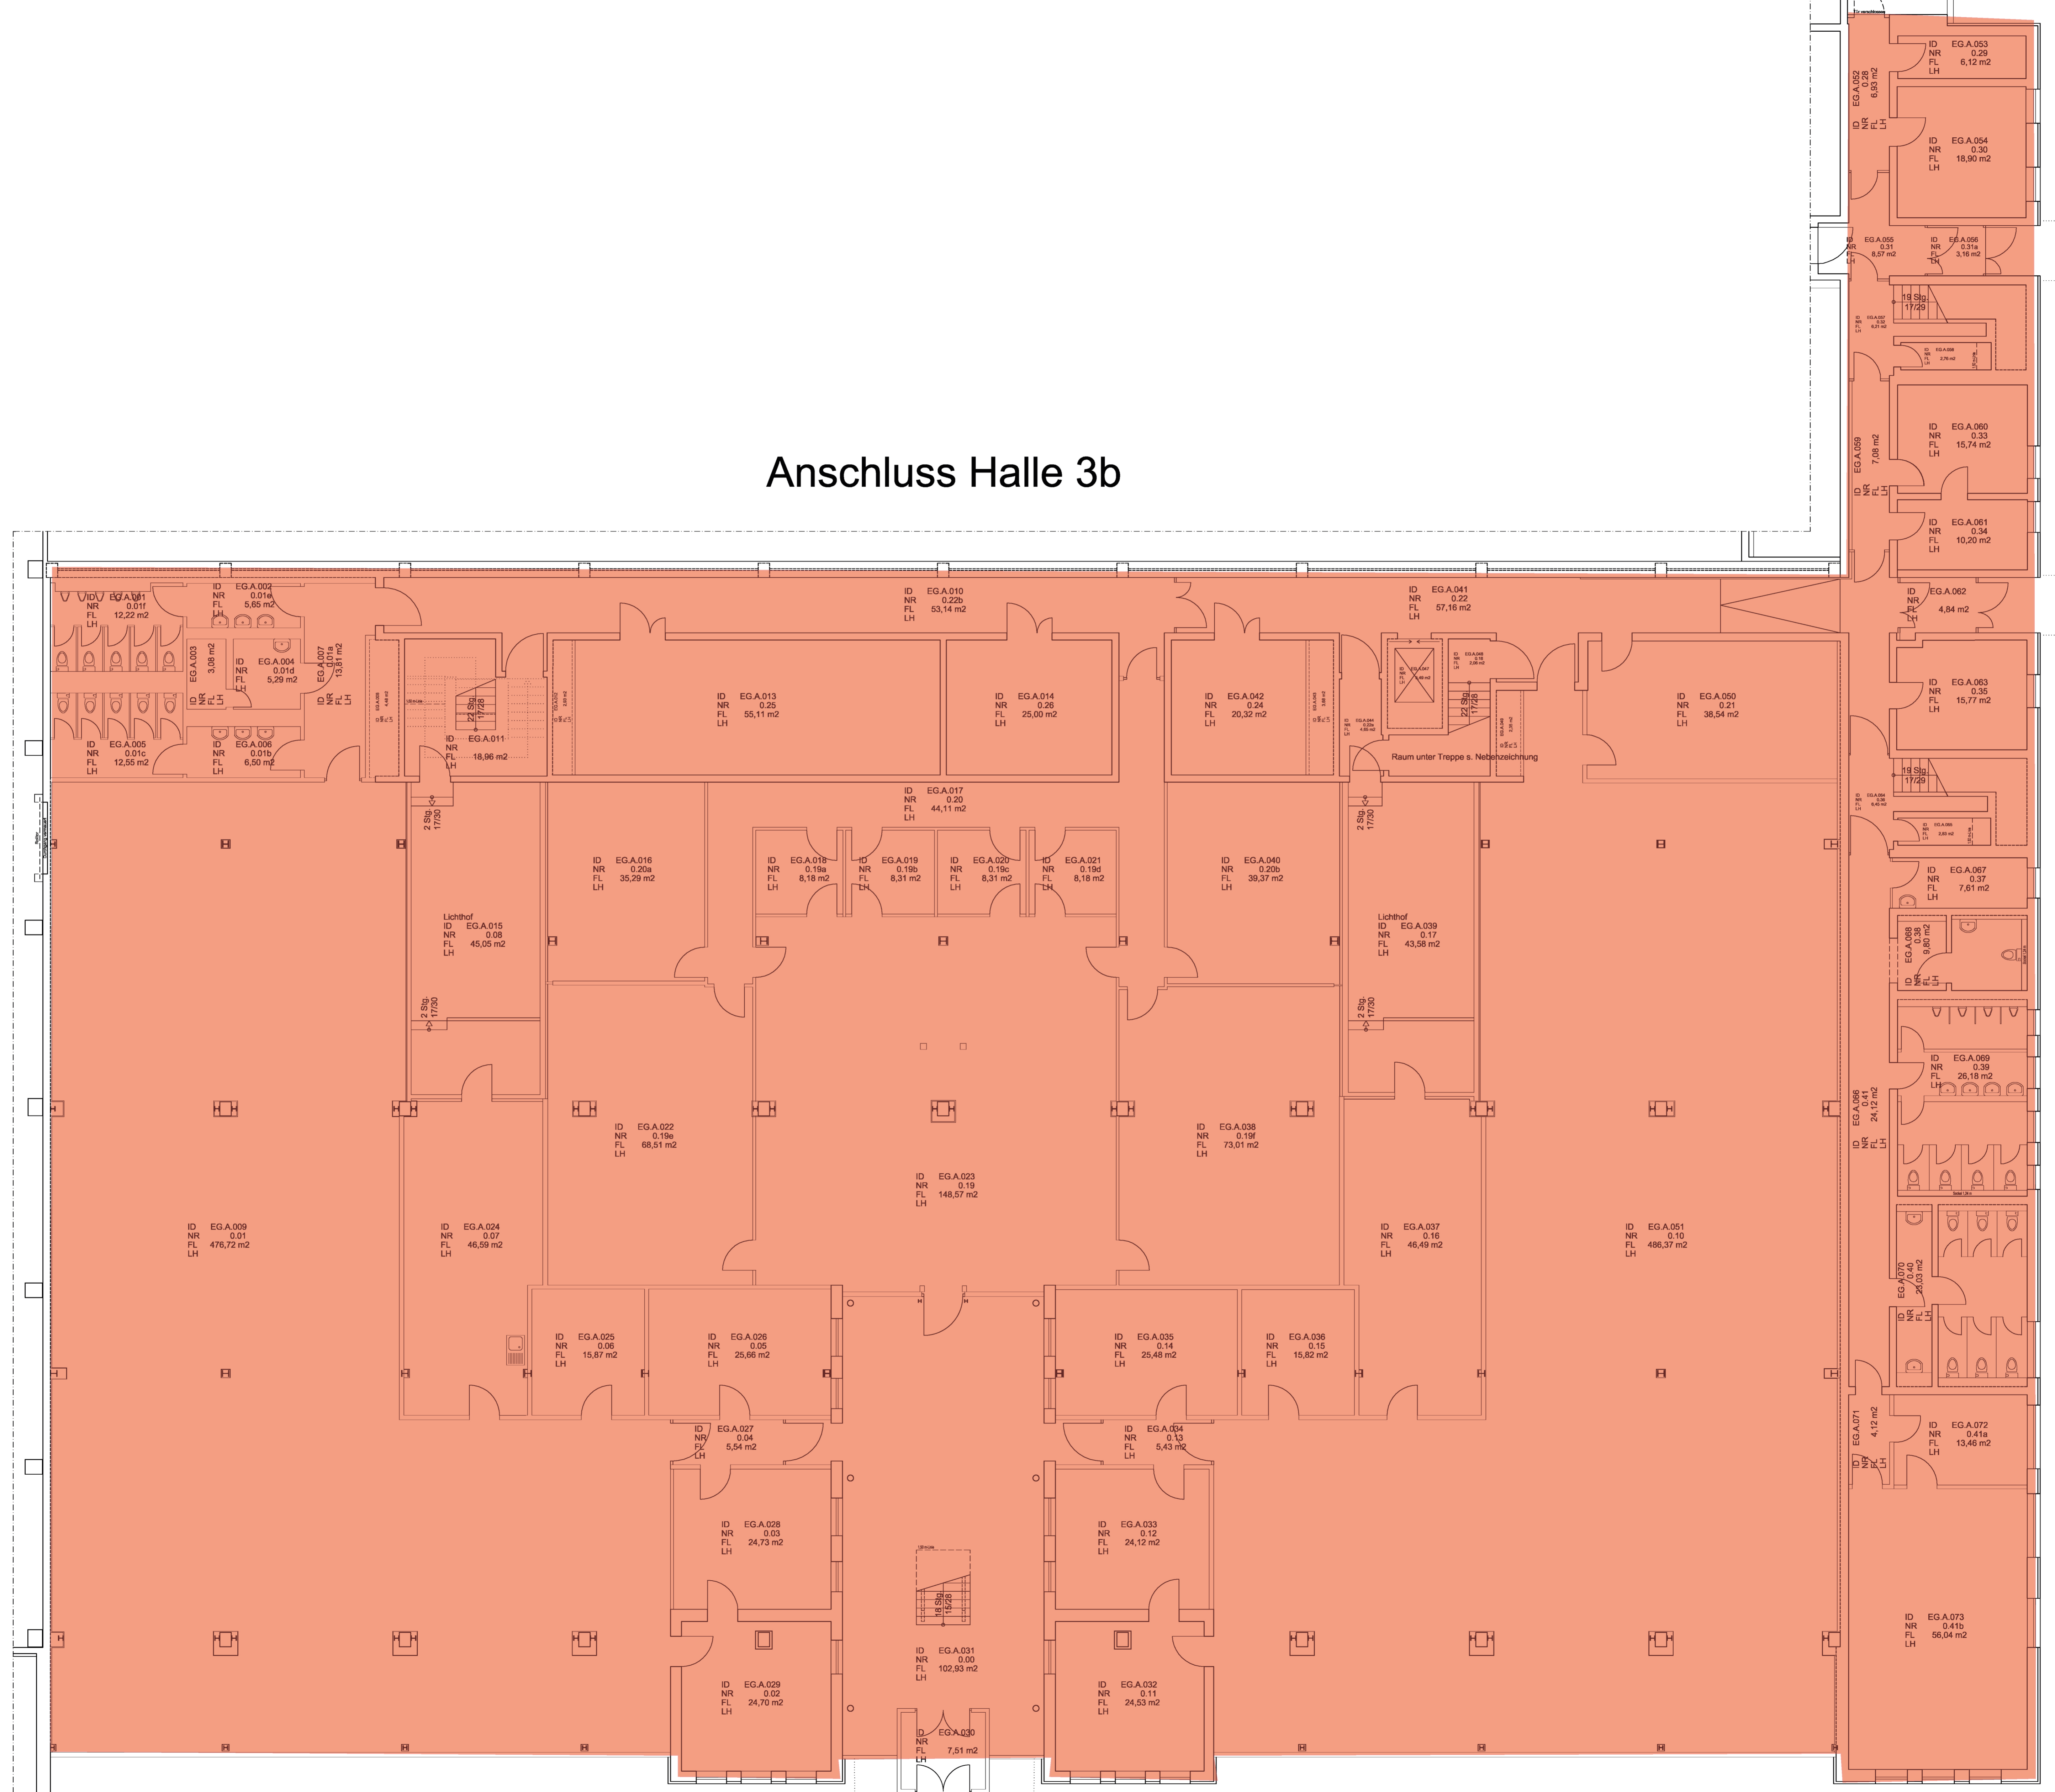 Tür verschlossen
ID EG.A.053
NR 0.29
FL 6,12 m2
LH
ID EG.A.052
NR 0.28
FL 6,93 m2
LH
ID EG.A.054
NR 0.30
FL 18,90 m2
LH
ID EG.A.055
NR 0.31
FL 8,57 m2
LH
ID EG.A.056
NR 0.31a
FL 3,16 m2
LH
19 Stg.
17/29
ID EG.A.057
NR 0.32
FL 6,21 m2
LH
ID EG.A.058
NR
FL 2,76 m2
LH
ID EG.A.060
NR 0.33
FL 15,74 m2
LH
ID EG.A.059
NR
FL 7,08 m2
LH
Anschluss Halle 3b
ID EG.A.061
NR 0.34
FL 10,20 m2
LH
ID EG.A.001
NR 0.01f
FL 12,22 m2
LH
ID EG.A.002
NR 0.01e
FL 5,65 m2
LH
ID EG.A.010
NR 0.22b
FL 53,14 m2
LH
ID EG.A.041
NR 0.22
FL 57,16 m2
LH
ID EG.A.062
NR
FL 4,84 m2
LH
ID EG.A.003
NR
FL 3,08 m2
LH
ID EG.A.004
NR 0.01d
FL 5,29 m2
LH
ID EG.A.007
NR 0.01a
FL 13,81 m2
LH
22 Stg.
17/28
ID EG.A.011
NR
FL 18,96 m2
LH
ID EG.A.013
NR 0.25
FL 55,11 m2
LH
ID EG.A.014
NR 0.26
FL 25,00 m2
LH
ID EG.A.042
NR 0.24
FL 20,32 m2
LH
22 Stg.
17/28
Raum unter Treppe s. Nebenzeichnung
ID EG.A.050
NR 0.21
FL 38,54 m2
LH
ID EG.A.063
NR 0.35
FL 15,77 m2
LH
ID EG.A.005
NR 0.01c
FL 12,55 m2
LH
ID EG.A.006
NR 0.01b
FL 6,50 m2
LH
2 Stg.
17/30
ID EG.A.017
NR 0.20
FL 44,11 m2
LH
2 Stg.
17/30
19 Stg.
17/29
ID EG.A.016
NR 0.20a
FL 35,29 m2
LH
ID EG.A.018
NR 0.19a
FL 8,18 m2
LH
ID EG.A.019
NR 0.19b
FL 8,31 m2
LH
ID EG.A.020
NR 0.19c
FL 8,31 m2
LH
ID EG.A.021
NR 0.19d
FL 8,18 m2
LH
ID EG.A.040
NR 0.20b
FL 39,37 m2
LH
ID EG.A.067
NR 0.37
FL 7,61 m2
LH
Lichthof
ID EG.A.015
NR 0.08
FL 45,05 m2
LH
Lichthof
ID EG.A.039
NR 0.17
FL 43,58 m2
LH
ID EG.A.068
NR 0.38
FL 9,80 m2
LH
2 Stg.
17/30
2 Stg.
17/30
ID EG.A.069
NR 0.39
FL 26,18 m2
LH
ID EG.A.022
NR 0.19e
FL 68,51 m2
LH
ID EG.A.038
NR 0.19f
FL 73,01 m2
LH
ID EG.A.066
NR 0.41
FL 24,12 m2
LH
ID EG.A.023
NR 0.19
FL 148,57 m2
LH
ID EG.A.009
NR 0.01
FL 476,72 m2
LH
ID EG.A.024
NR 0.07
FL 46,59 m2
LH
ID EG.A.037
NR 0.16
FL 46,49 m2
LH
ID EG.A.051
NR 0.10
FL 486,37 m2
LH
ID EG.A.070
NR 0.40
FL 23,03 m2
LH
ID EG.A.025
NR 0.06
FL 15,87 m2
LH
ID EG.A.026
NR 0.05
FL 25,66 m2
LH
ID EG.A.035
NR 0.14
FL 25,48 m2
LH
ID EG.A.036
NR 0.15
FL 15,82 m2
LH
ID EG.A.027
NR 0.04
FL 5,54 m2
LH
ID EG.A.034
NR 0.13
FL 5,43 m2
LH
ID EG.A.071
NR
FL 4,12 m2
LH
ID EG.A.072
NR 0.41a
FL 13,46 m2
LH
ID EG.A.028
NR 0.03
FL 24,73 m2
LH
ID EG.A.033
NR 0.12
FL 24,12 m2
LH
18 Stg.
15/28
ID EG.A.073
NR 0.41b
FL 56,04 m2
LH
ID EG.A.031
NR 0.00
FL 102,93 m2
LH
ID EG.A.029
NR 0.02
FL 24,70 m2
LH
ID EG.A.032
NR 0.11
FL 24,53 m2
LH
ID EG.A.030
NR
FL 7,51 m2
LH